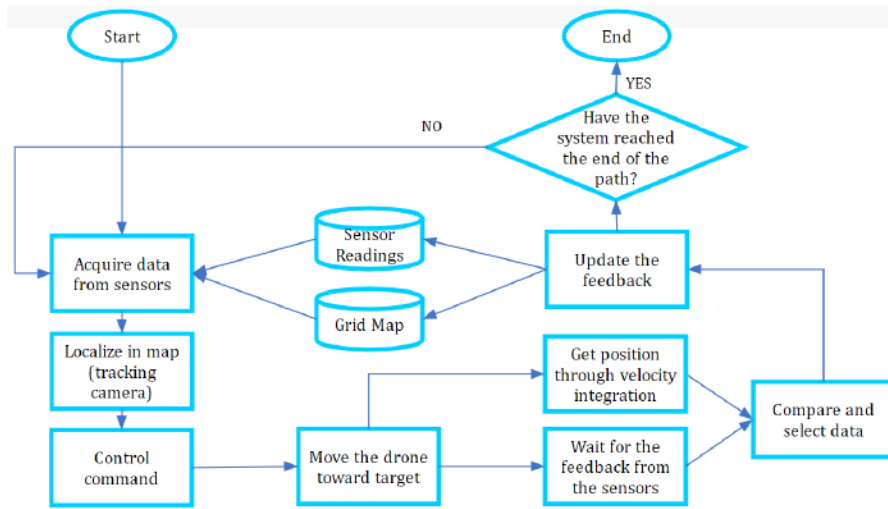 Start
End
YES
NO
Have the
system reached
the end of the
path?
Sensor
Readings
Acquire data
from sensors
Update the
feedback
Grid Map
Localize in map
(tracking
camera)
Get position
through velocity
integration
Compare and
select data
Control
command
Move the drone
toward target
Wait for the
feedback from
the sensors